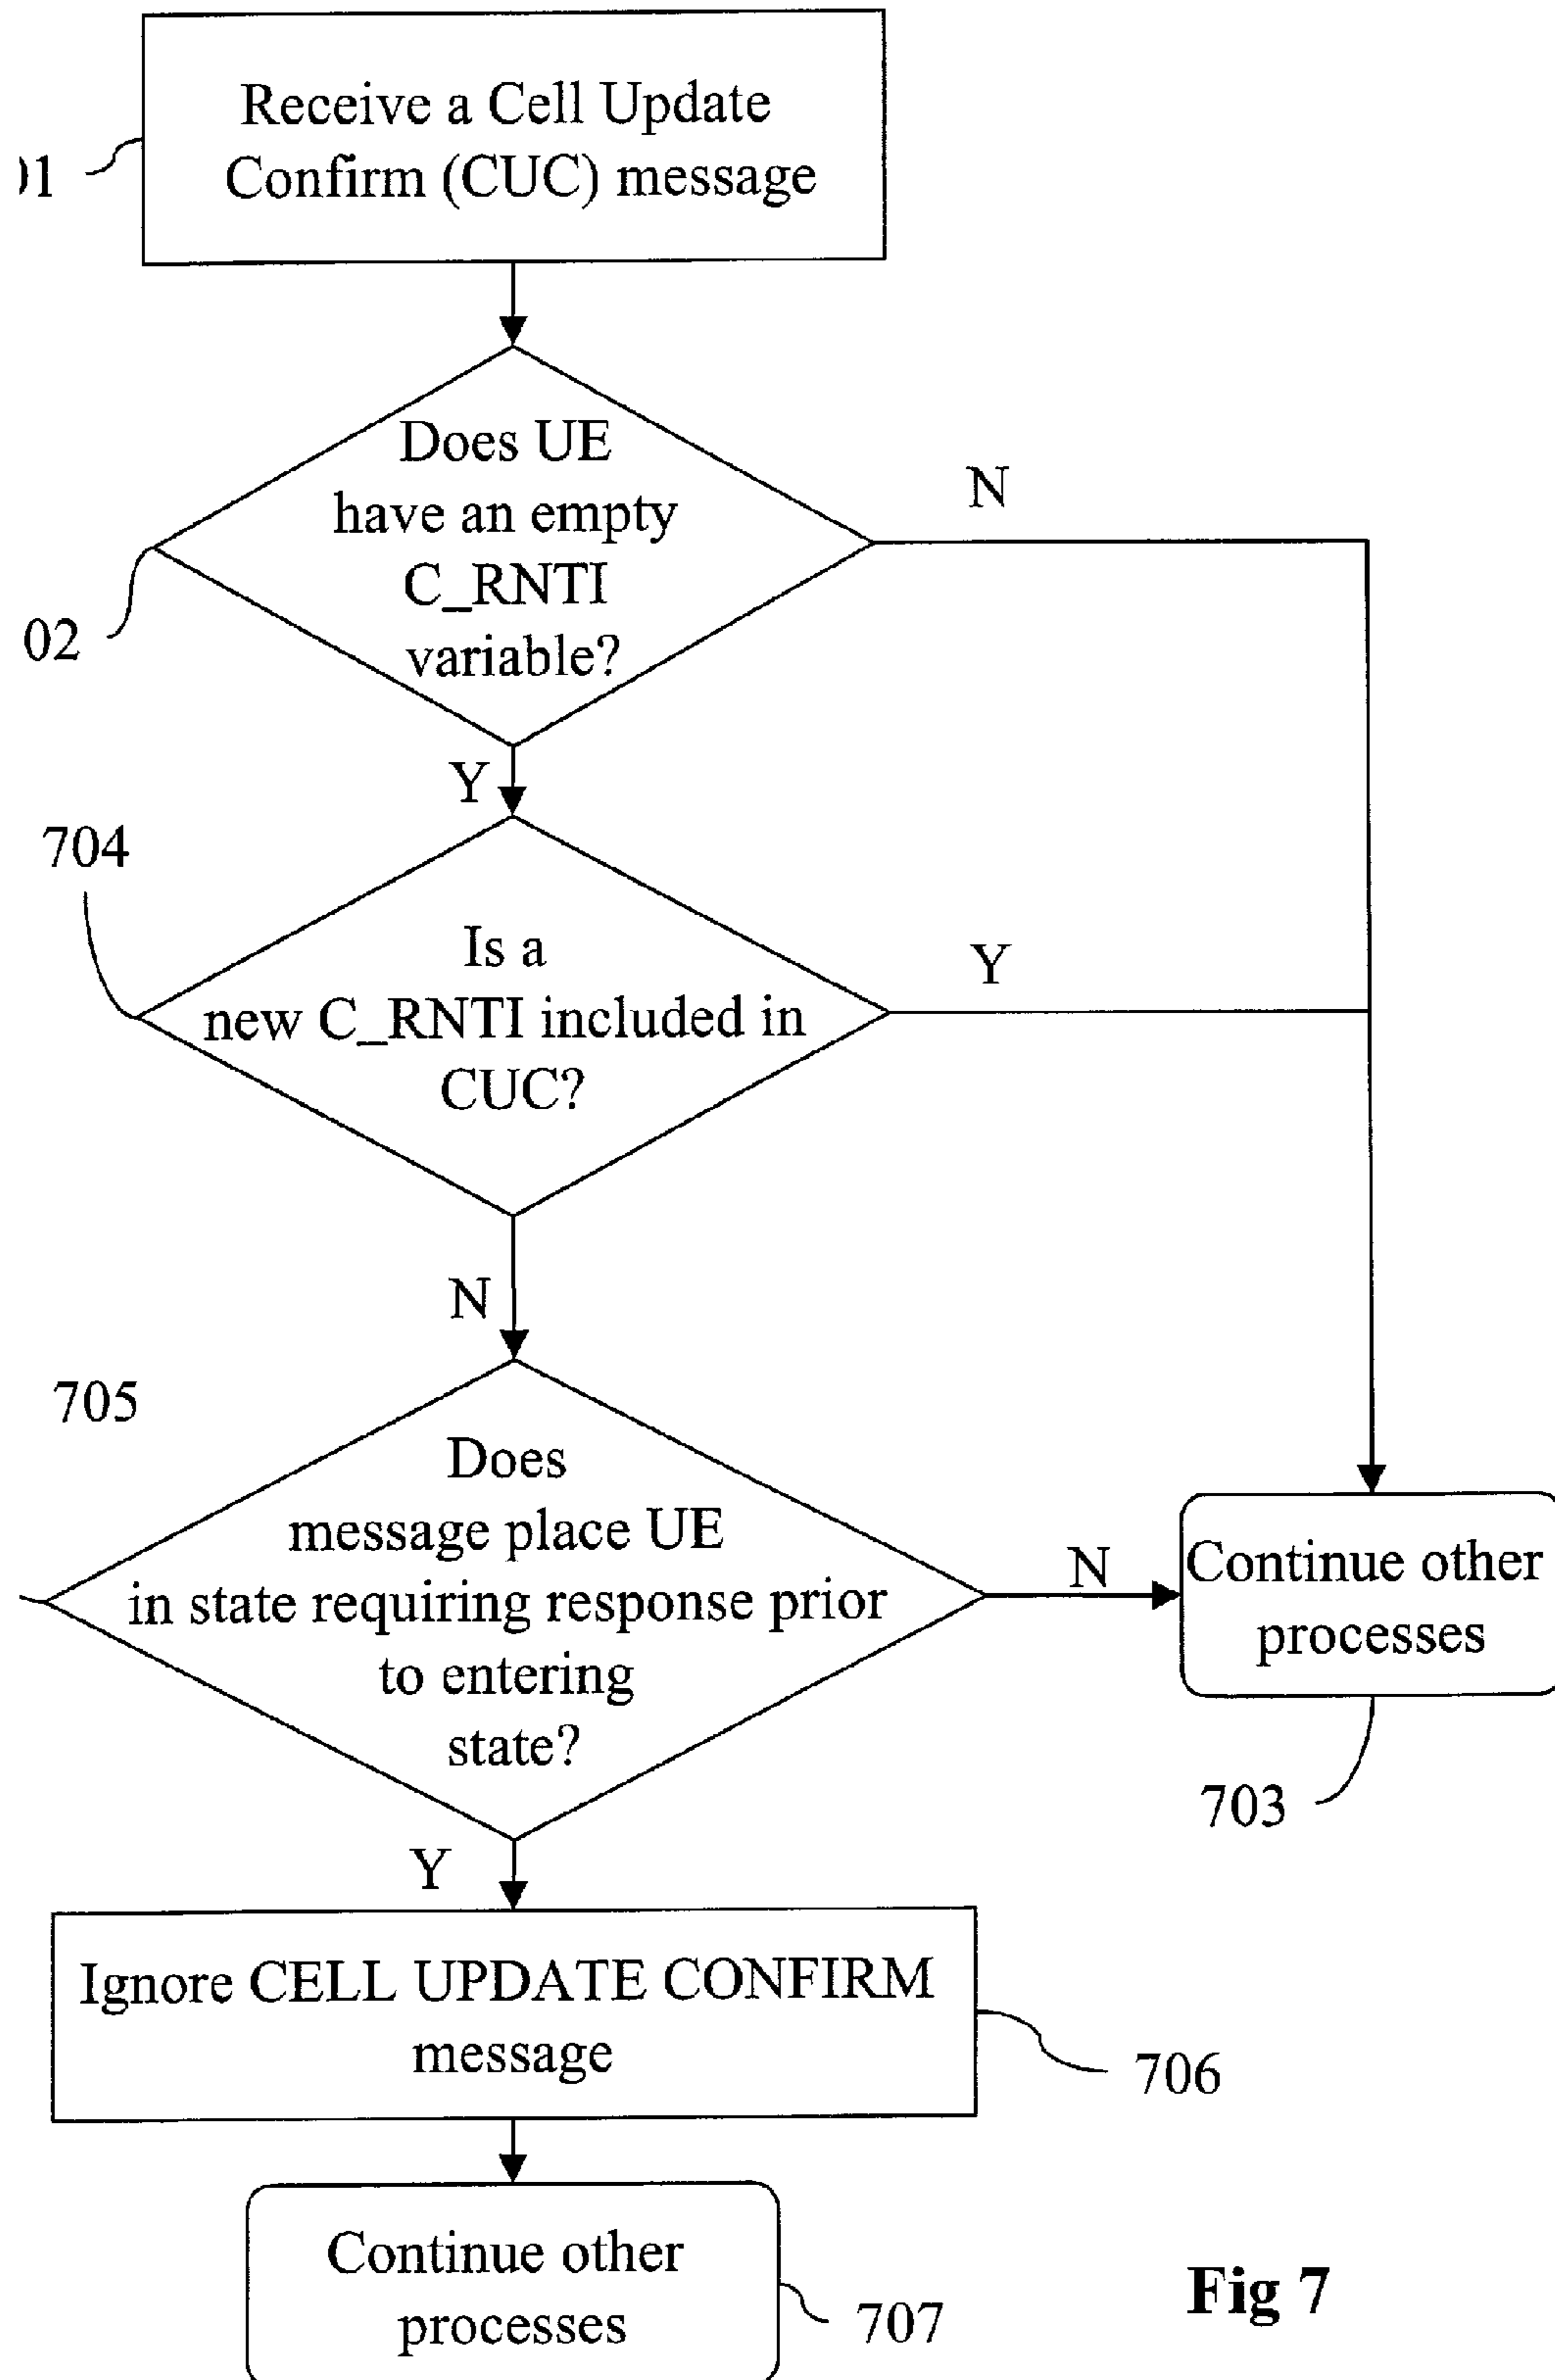 Receive a Cell Update
Confirm (CUC) message
01
Does UE
have an empty
C_RNTI
variable?
N
02
Y
704
Is a
new C_RNTI included in
CUC?
Y
N
705
Does
message place UE
in state requiring response prior
to entering
state?
N
Continue other
processes
703
Y
Ignore CELL UPDATE CONFIRM
message
706
Continue other
processes
707
Fig 7